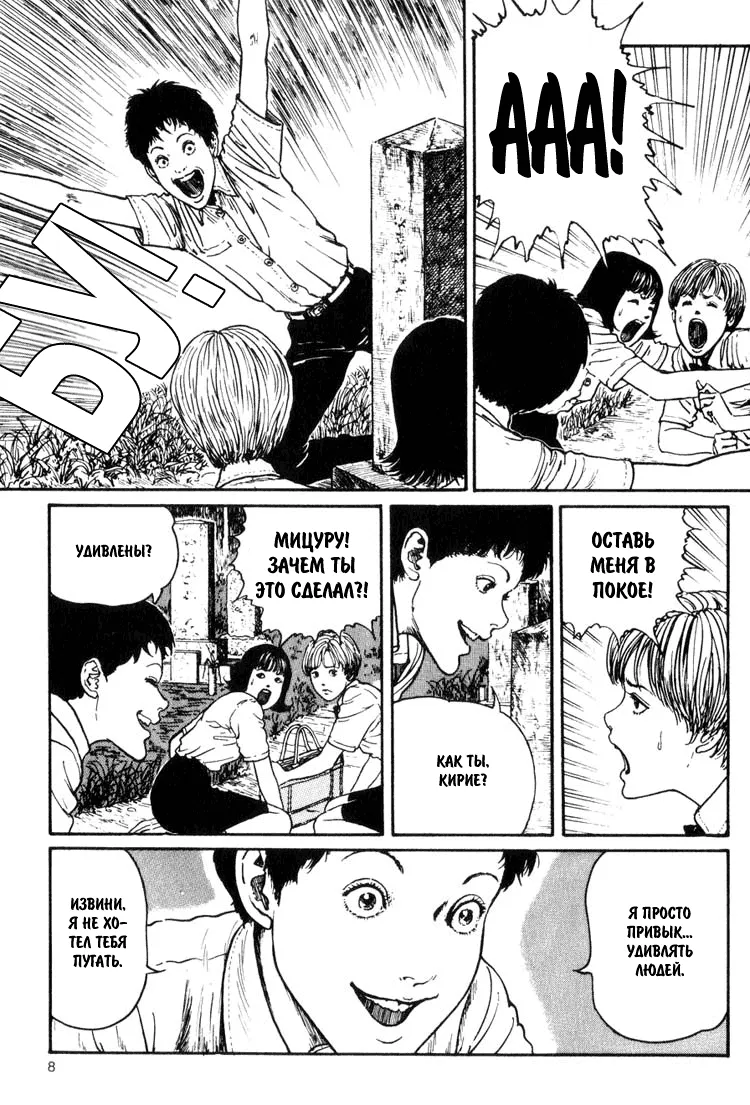 БУ!
ААА!
УДИВЛЕНЫ?
МИЦУРУ!
ЗАЧЕМ ТЫ
ЭТО СДЕЛАЛ?!
КАК ТЫ,
КИРИЕ?
ОСТАВЬ
МЕНЯ В
ПОКОЕ!
ИЗВИНИ.
Я НЕ ХО-
ТЕЛ ТЕБЯ
ПУГАТЬ.
Я ПРОСТО
ПРИВЫК...
УДИВЛЯТЬ
ЛЮДЕЙ.
8